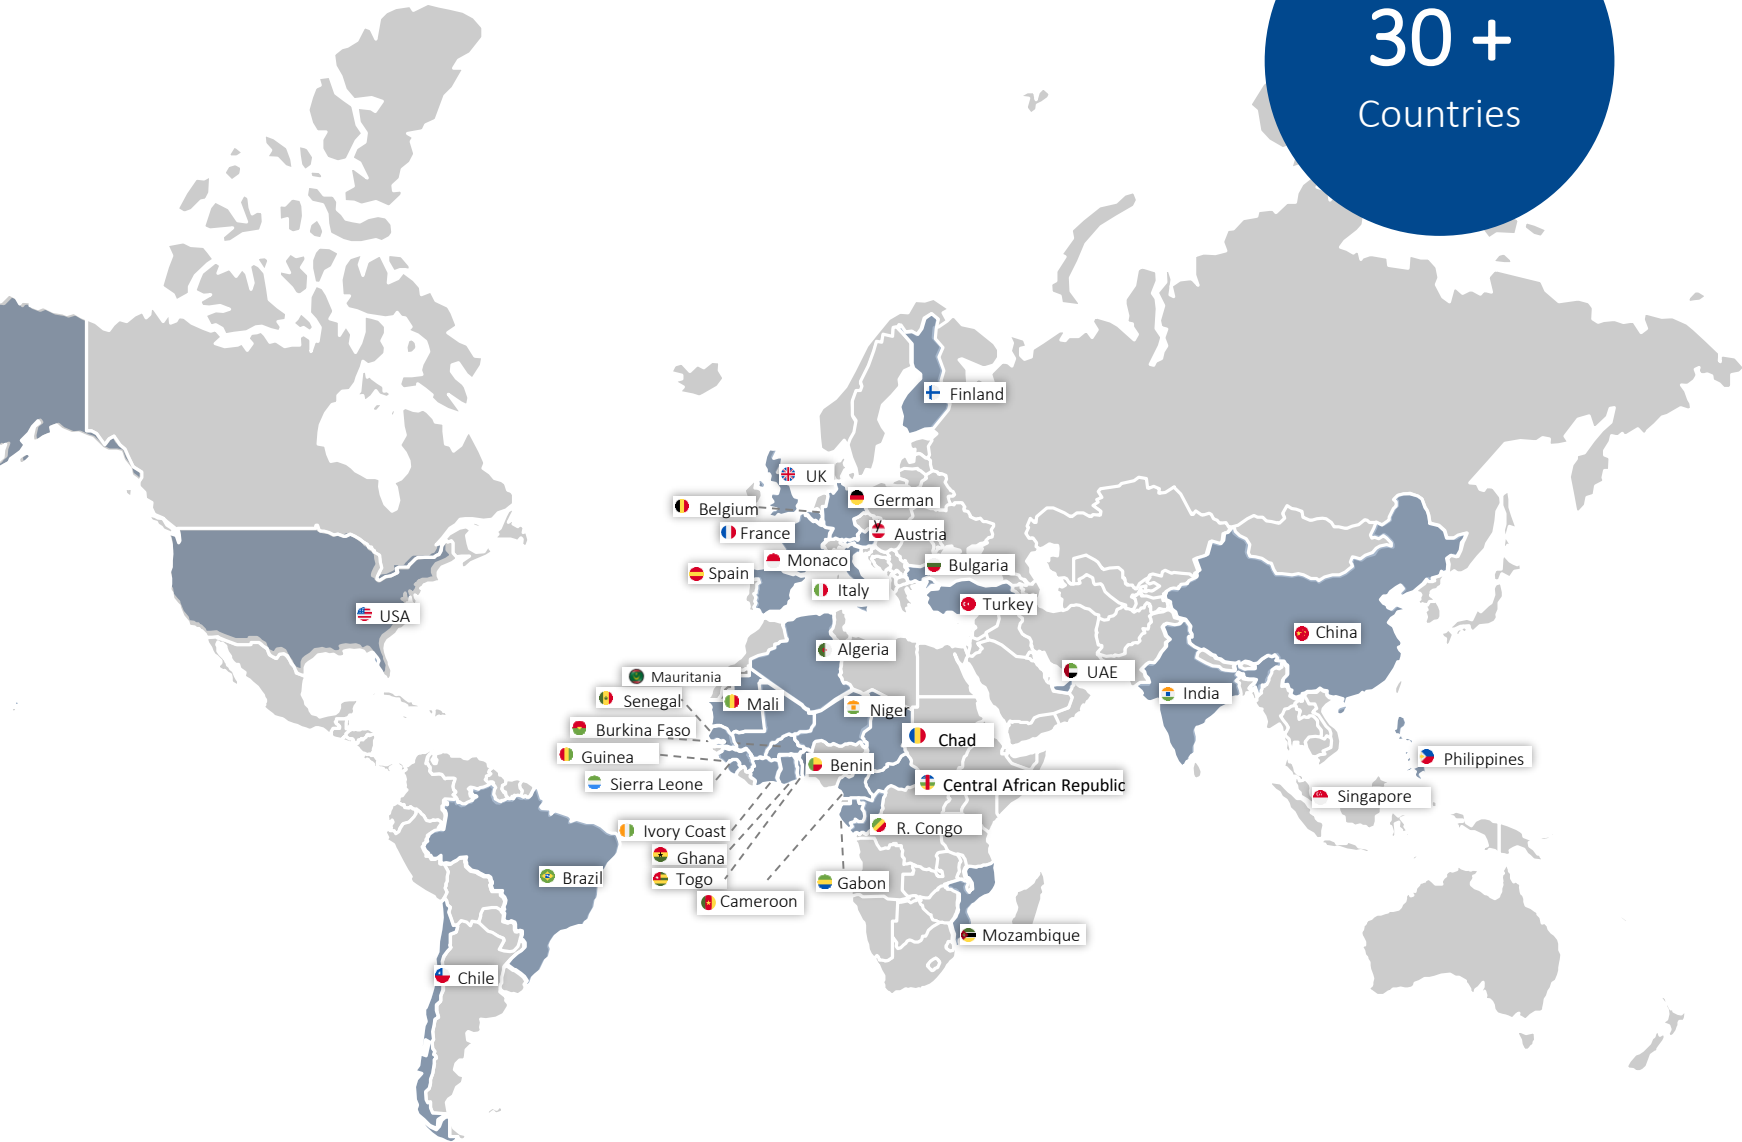 30 +
Countries
Finland
UK
German
y
Belgium
France
Austria
Monaco
Bulgaria
Spain
Italy
Turkey
USA
China
Algeria
Mauritania
UAE
Senegal
Mali
Niger
India
Burkina Faso
Chad
Guinea
Benin
Philippines
Sierra Leone
Central African Republic
Singapore
Ivory Coast
R. Congo
Ghana
Togo
Brazil
Gabon
Cameroon
Mozambique
Chile